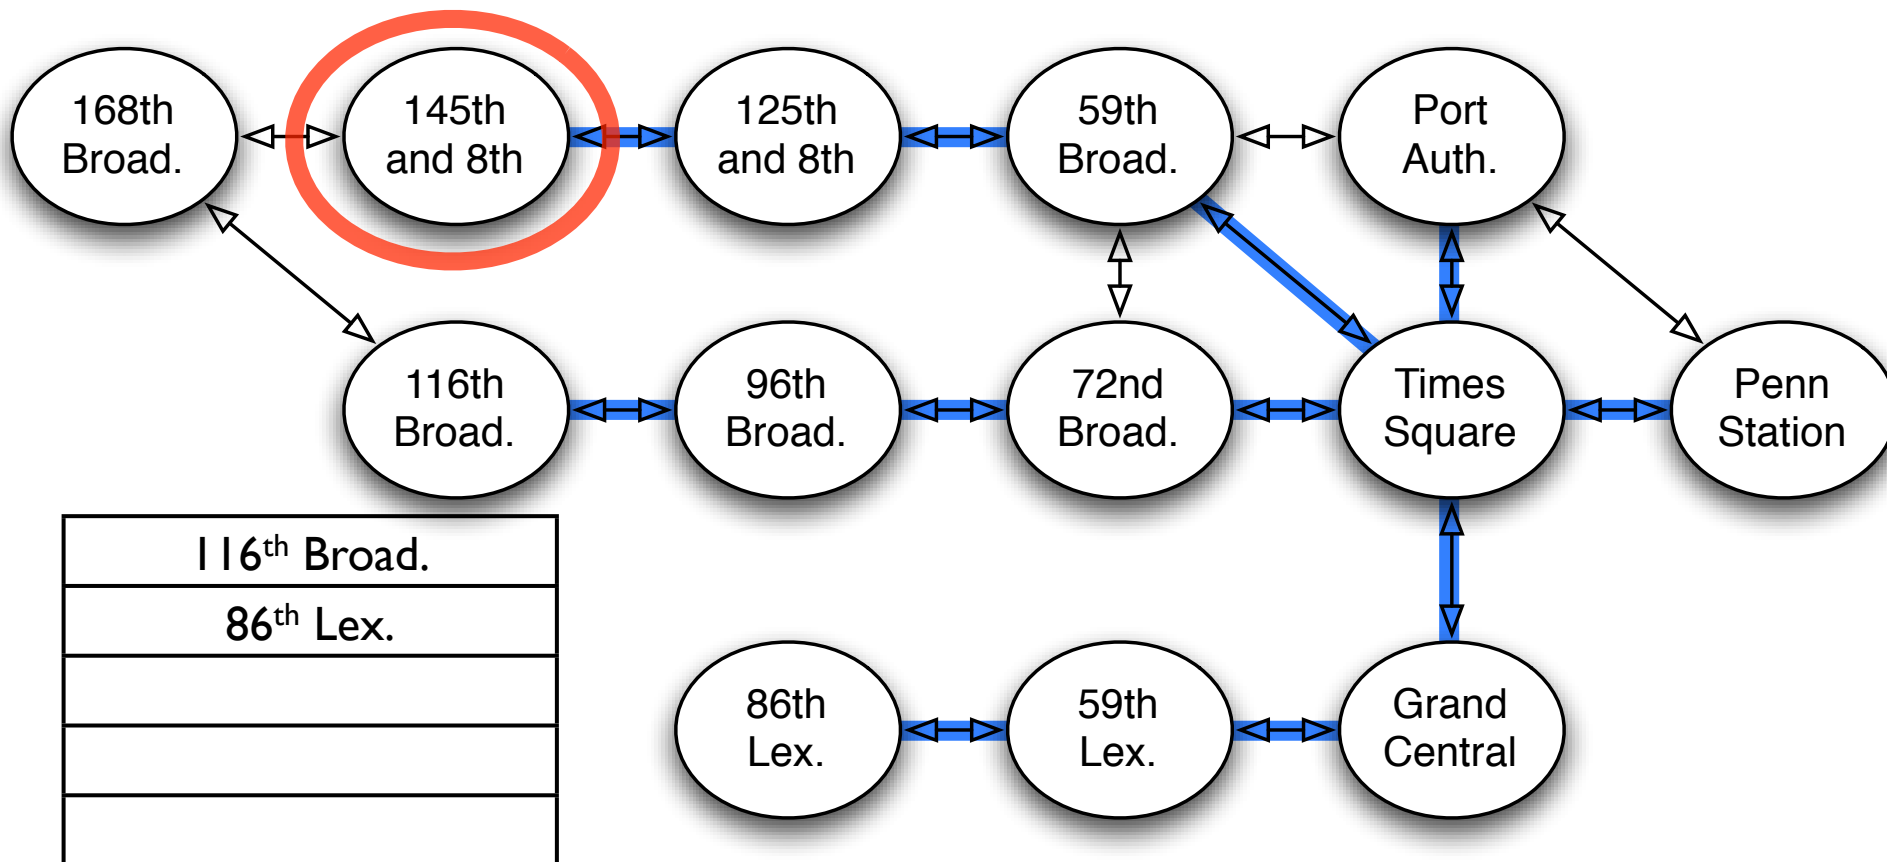 168th
Broad.
145th
and 8th
125th
and 8th
59th
Broad.
Port
Auth.
116th
Broad.
96th
Broad.
72nd
Broad.
Times
Square
Penn
Station
116th Broad.
86th Lex.
86th
Lex.
59th
Lex.
Grand
Central